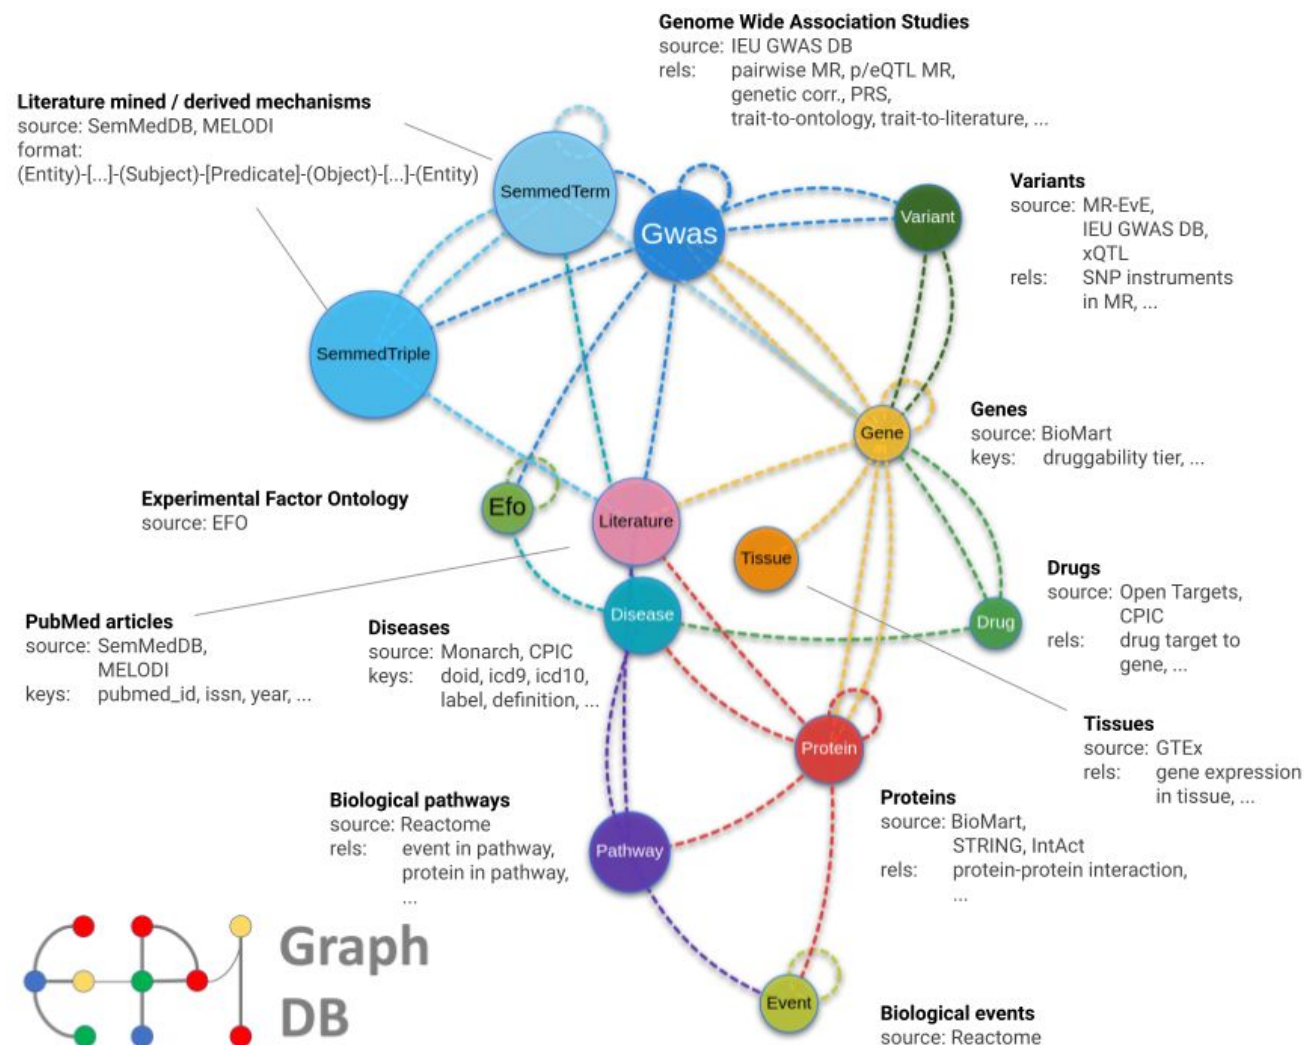 Genome Wide Association Studies
source: IEU GWAS DB
rels: pairwise MR, p/eQTL MR,
genetic corr., PRS,
trait-to-ontology, trait-to-literature, ...
Literature mined / derived mechanisms
source: SemMedDB, MELODI
format:
(Entity)-[...]-(Subject)-[Predicate]-(Object)-[...]-(Entity)
SemmedTerm
Gwas
Variant
Variants
source: MR-EvE,
IEU GWAS DB,
xQTL
rels: SNP instruments
in MR, ...
SemmedTriple
Gene
Genes
source: BioMart
keys: druggability tier, ...
Experimental Factor Ontology
source: EFO
Efo
Literature
Tissue
Drug
Drugs
source: Open Targets,
CPIC
rels: drug target to
gene, ...
PubMed articles
source: SemMedDB,
MELODI
keys: pubmed_id, issn, year, ...
Disease
Diseases
source: Monarch, CPIC
keys: doid, icd9, icd10,
label, definition, ...
Protein
Tissues
source: GTEx
rels: gene expression
in tissue, ...
Biological pathways
source: Reactome
rels: event in pathway,
protein in pathway,
...
Pathway
Proteins
source: BioMart,
STRING, IntAct
rels: protein-protein interaction,
...
Graph
DB
Event
Biological events
source: Reactome